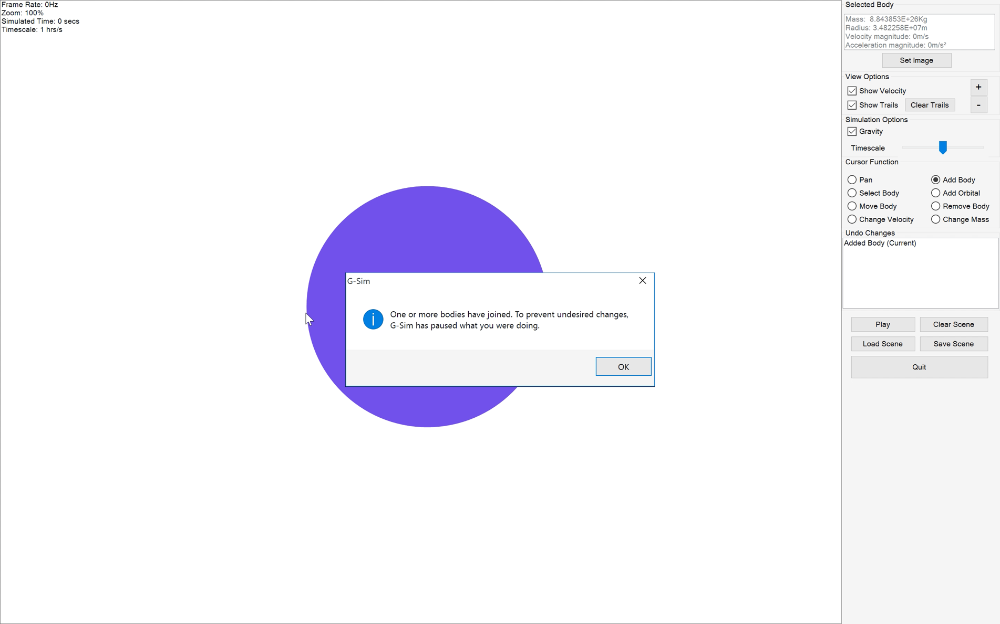 Frame Rate: 0Hz
Zoom: 100%
Simulated Time: 0 secs
Timescale: 1 hrs/s
Selected Body
Mass:  8.843853E+26Kg
Radius: 3.482258E+07m
Velocity magnitude: 0m/s
Acceleration magnitude: 0m/s²
Set Image
View Options
Show Velocity
+
Show Trails
Clear Trails
-
Simulation Options
Gravity
Timescale
Cursor Function
Pan
Add Body
Select Body
Add Orbital
Move Body
Remove Body
Change Velocity
Change Mass
Undo Changes
Added Body (Current)
Play
Clear Scene
Load Scene
Save Scene
Quit
G-Sim
One or more bodies have joined. To prevent undesired changes,
G-Sim has paused what you were doing.
OK